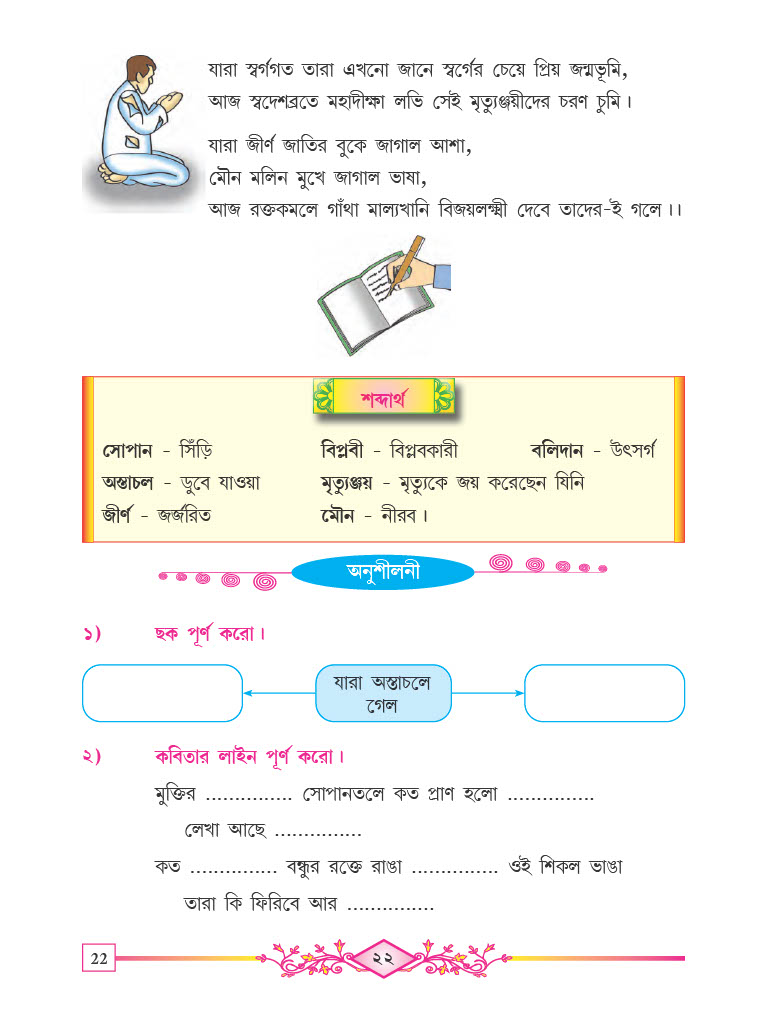 যারা স্বর্গগত তারা এখনো জানে স্বর্গের চেয়ে প্রিয় জন্মভূমি,
আজ স্বদেশব্রতে মহাদীক্ষা লভি সেই মৃত্যুঞ্জয়ীদের চরণ চুমি।
যারা জীর্ণ জাতির বুকে জাগাল আশা,
মৌন মলিন মুখে জাগাল ভাষা,
আজ রক্তকমলে গাঁথা মাল্যখানি বিজয়লক্ষ্মী দেবে তাদের-ই গলে।।
শব্দার্থ
সোপান - সিঁড়ি বিপ্লবী - বিপ্লবকারী বলিদান - উৎসর্গ
অস্তাচল - ডুবে যাওয়া মৃত্যুঞ্জয় - মৃত্যুকে জয় করেছেন যিনি
জীর্ণ - জর্জরিত মৌন - নীরব।
অনুশীলনী
১) ছক পূর্ণ করো।
যারা অস্তাচলে
গেল
২) কবিতার লাইন পূর্ণ করো।
মুক্তির ............... সোপানতলে কত প্রাণ হলো ...............
লেখা আছে ...............
কত ............... বন্ধুর রক্তে রাঙা ............... ওই শিকল ভাঙা
তারা কি ফিরিবে আর ...............
22 ২২